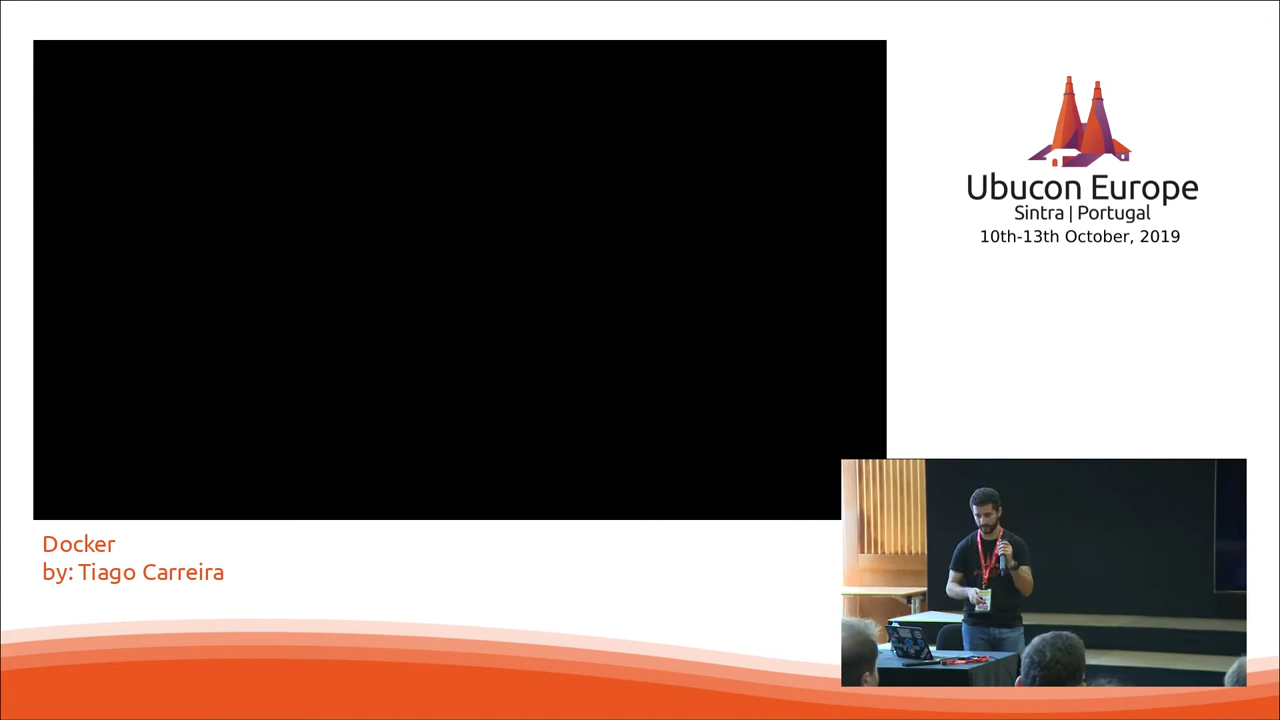 Ubucon Europe
Sintra | Portugal
10th-13th October, 2019
Docker
by: Tiago Carreira